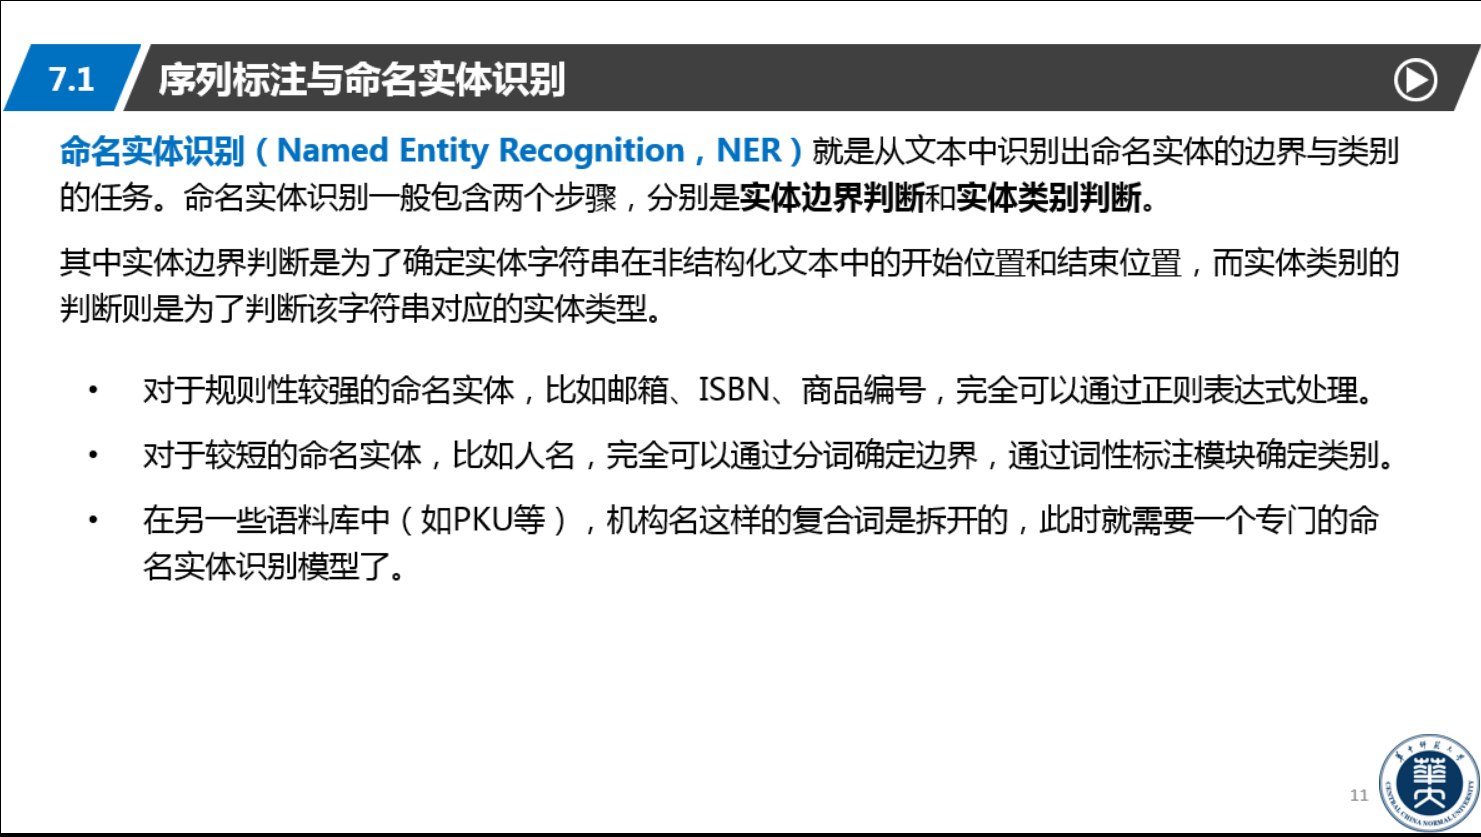 7.1 序列标注与命名实体识别
命名实体识别（Named Entity Recognition，NER）就是从文本中识别出命名实体的边界与类别
的任务。命名实体识别一般包含两个步骤，分别是实体边界判断和实体类别判断。
其中实体边界判断是为了确定实体字符串在非结构化文本中的开始位置和结束位置，而实体类别的
判断则是为了判断该字符串对应的实体类型。
• 对于规则性较强的命名实体，比如邮箱、ISBN、商品编号，完全可以通过正则表达式处理。
• 对于较短的命名实体，比如人名，完全可以通过分词确定边界，通过词性标注模块确定类别。
• 在另一些语料库中（如PKU等），机构名这样的复合词是拆开的，此时就需要一个专门的命
名实体识别模型了。
11
华中师范大学
CENTRAL CHINA NORMAL UNIVERSITY